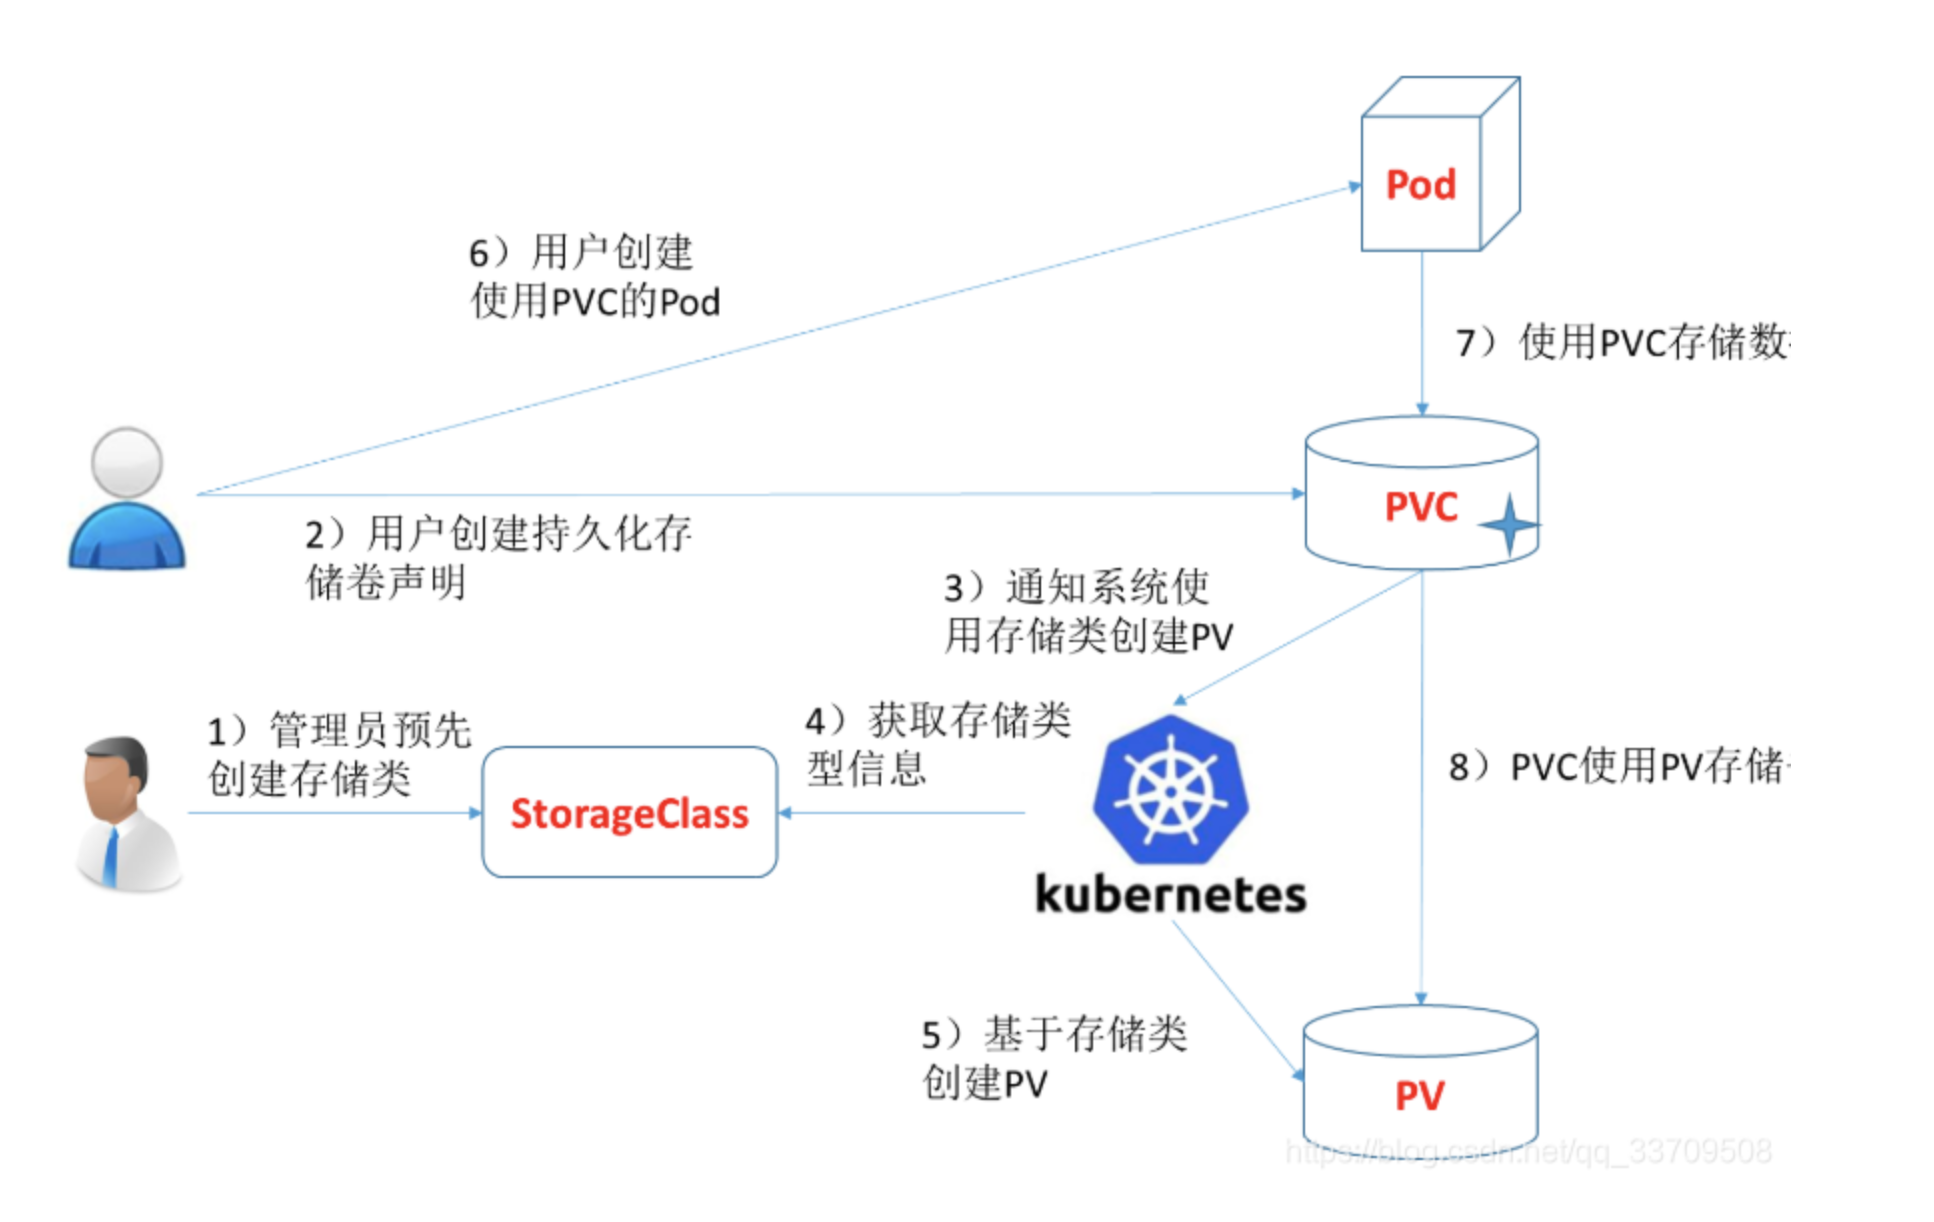 Pod
6）用户创建
使用PVC的Pod
7）使用PVC存储数
PVC
2）用户创建持久化存
储卷声明
3）通知系统使
用存储类创建PV
1）管理员预先
创建存储类
4）获取存储类
型信息
StorageClass
8）PVC使用PV存储
kubernetes
5）基于存储类
创建PV
PV
https://blog.csdn.net/qq_33709508